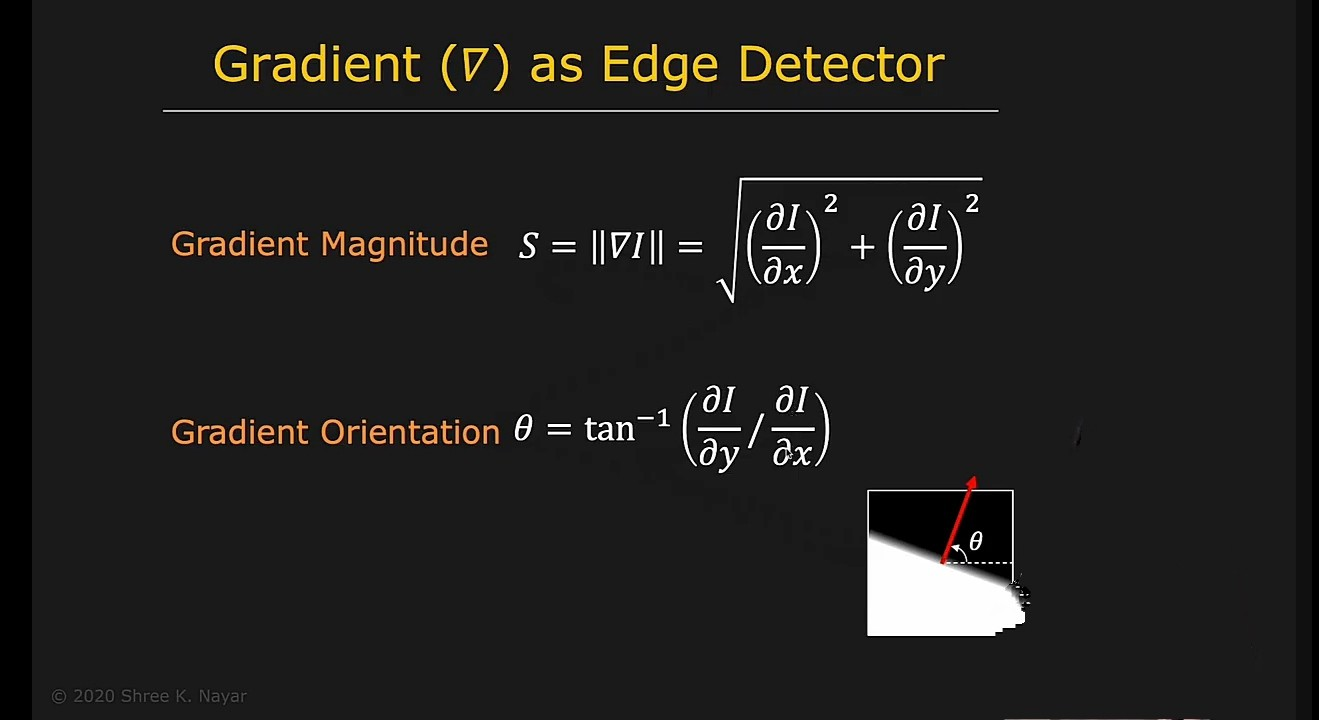 Gradient (∇) as Edge Detector
Gradient Magnitude S = ‖∇I‖ = √((∂I/∂x)² + (∂I/∂y)²)
Gradient Orientation θ = tan⁻¹(∂I/∂y / ∂I/∂x)
θ
© 2020 Shree K. Nayar